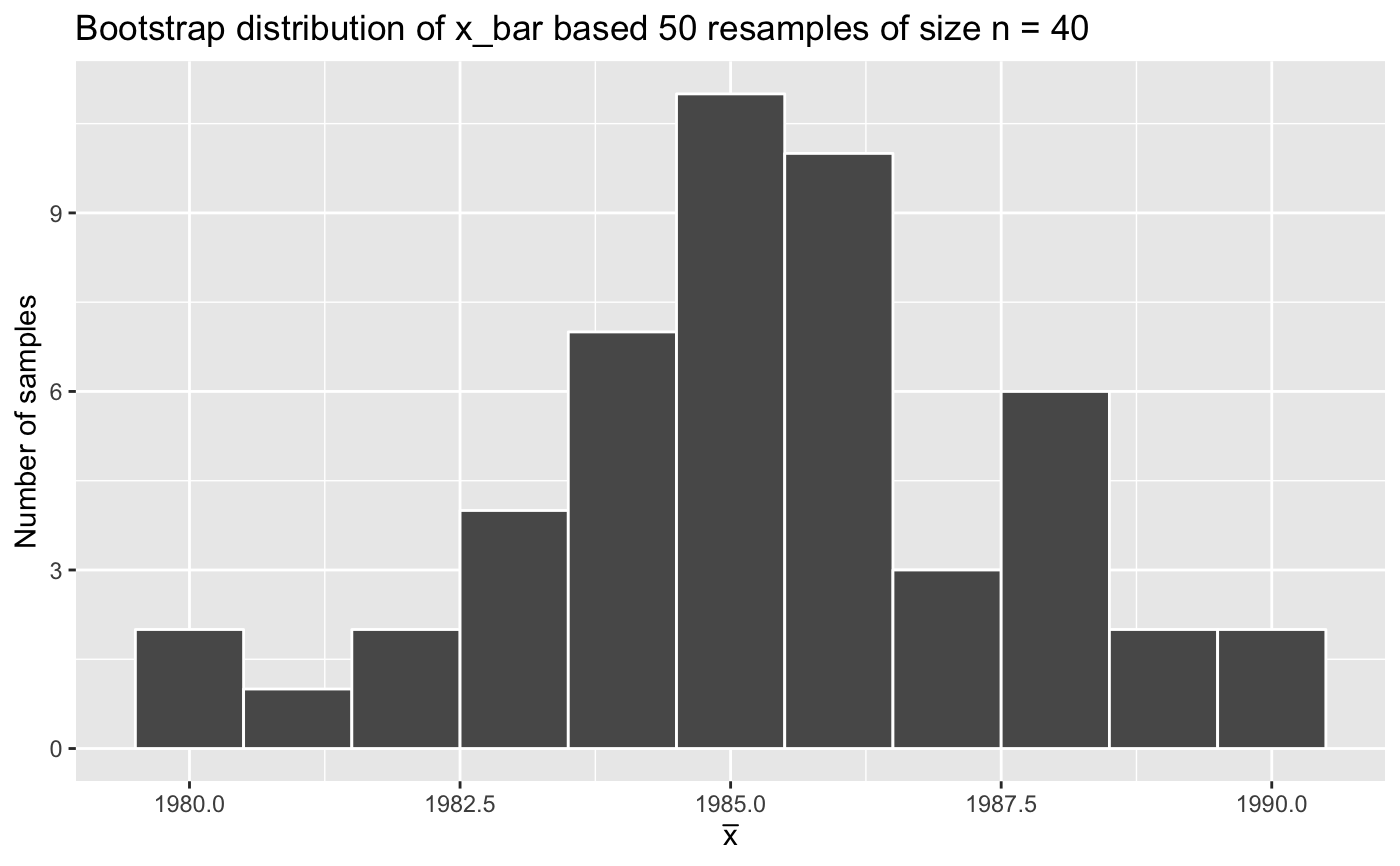 Bootstrap distribution of x_bar based 50 resamples of size n = 40
Number of samples
9
6
3
0
1980.0 1982.5 1985.0 1987.5 1990.0
x̅